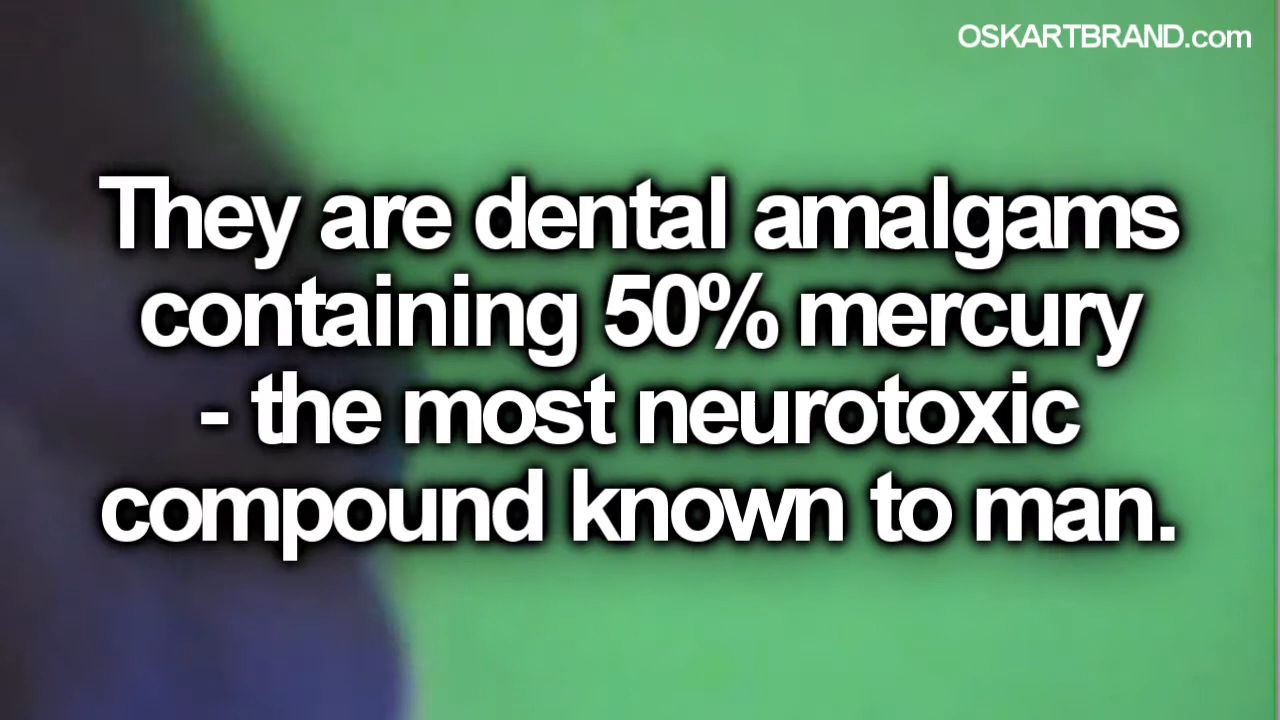 OSKARTBRAND.com
They are dental amalgams
containing 50% mercury
- the most neurotoxic
compound known to man.